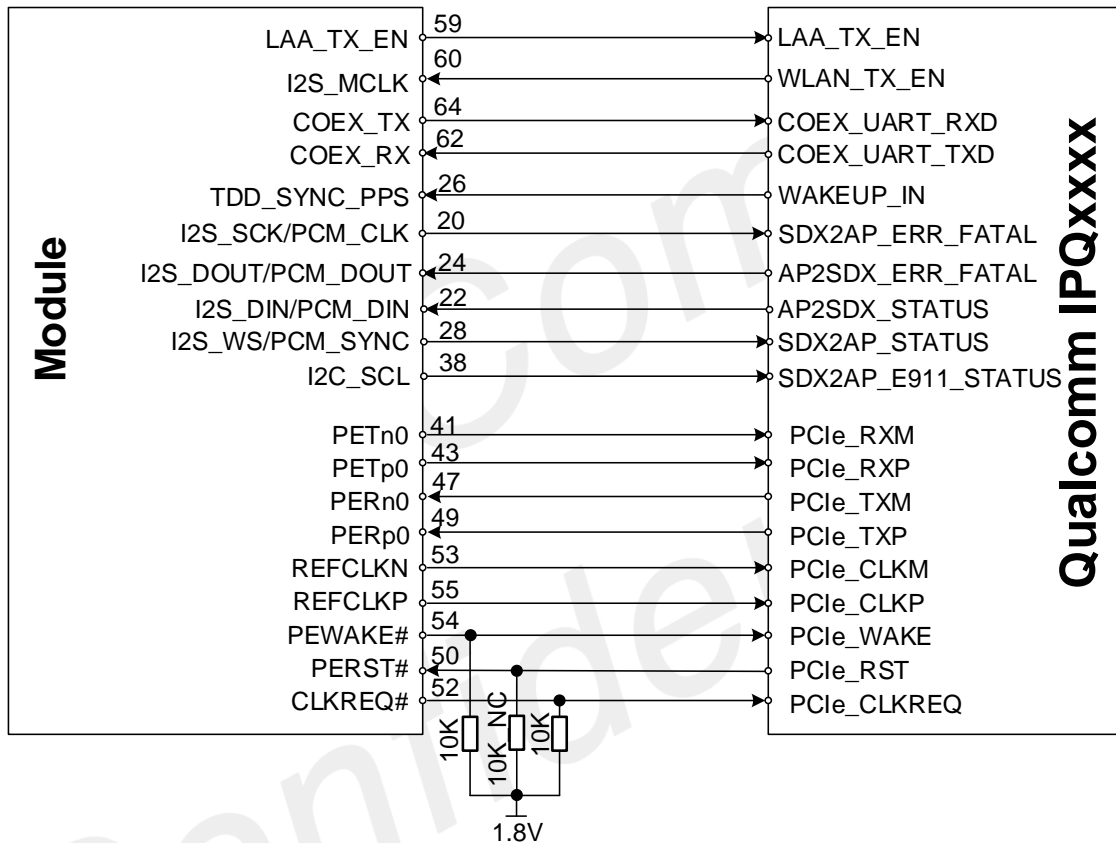 LAA_TX_EN 59 LAA_TX_EN
I2S_MCLK 60 WLAN_TX_EN
COEX_TX 64 COEX_UART_RXD
COEX_RX 62 COEX_UART_TXD
TDD_SYNC_PPS 26 WAKEUP_IN
I2S_SCK/PCM_CLK 20 SDX2AP_ERR_FATAL
I2S_DOUT/PCM_DOUT 24 AP2SDX_ERR_FATAL
I2S_DIN/PCM_DIN 22 AP2SDX_STATUS
I2S_WS/PCM_SYNC 28 SDX2AP_STATUS
I2C_SCL 38 SDX2AP_E911_STATUS
PETn0 41 PCIe_RXM
PETp0 43 PCIe_RXP
PERn0 47 PCIe_TXM
PERp0 49 PCIe_TXP
REFCLKN 53 PCIe_CLKM
REFCLKP 55 PCIe_CLKP
PEWAKE# 54 PCIe_WAKE
PERST# 50 PCIe_RST
CLKREQ# 52 PCIe_CLKREQ
Module
Qualcomm IPQxxxx
10K
10K_NC
10K
1.8V